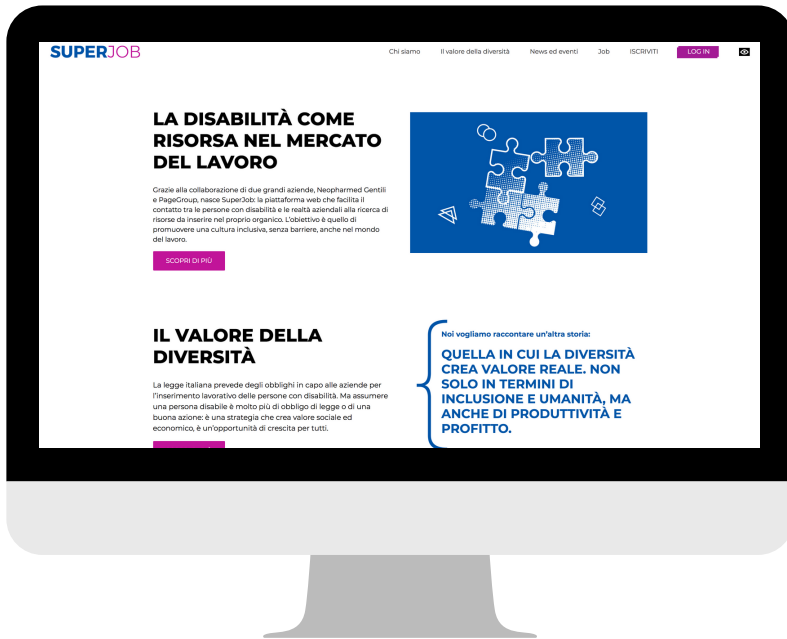 SUPERJOB
Chi siamo
Il valore della diversità
News ed eventi
Job
ISCRIVITI
LOG IN
LA DISABILITÀ COME
RISORSA NEL MERCATO
DEL LAVORO
Grazie alla collaborazione di due grandi aziende, Neopharmed Gentili
e PageGroup, nasce SuperJob: la piattaforma web che facilita il
contatto tra le persone con disabilità e le realtà aziendali alla ricerca di
risorse da inserire nel proprio organico. L'obiettivo è quello di
promuovere una cultura inclusiva, senza barriere, anche nel mondo
del lavoro.
SCOPRI DI PIÙ
IL VALORE DELLA
DIVERSITÀ
La legge italiana prevede degli obblighi in capo alle aziende per
l'inserimento lavorativo delle persone con disabilità. Ma assumere
una persona disabile è molto più di obbligo di legge o di una
buona azione: è una strategia che crea valore sociale ed
economico, è un'opportunità di crescita per tutti.
Noi vogliamo raccontare un'altra storia:
QUELLA IN CUI LA DIVERSITÀ
CREA VALORE REALE. NON
SOLO IN TERMINI DI
INCLUSIONE E UMANITÀ, MA
ANCHE DI PRODUTTIVITÀ E
PROFITTO.